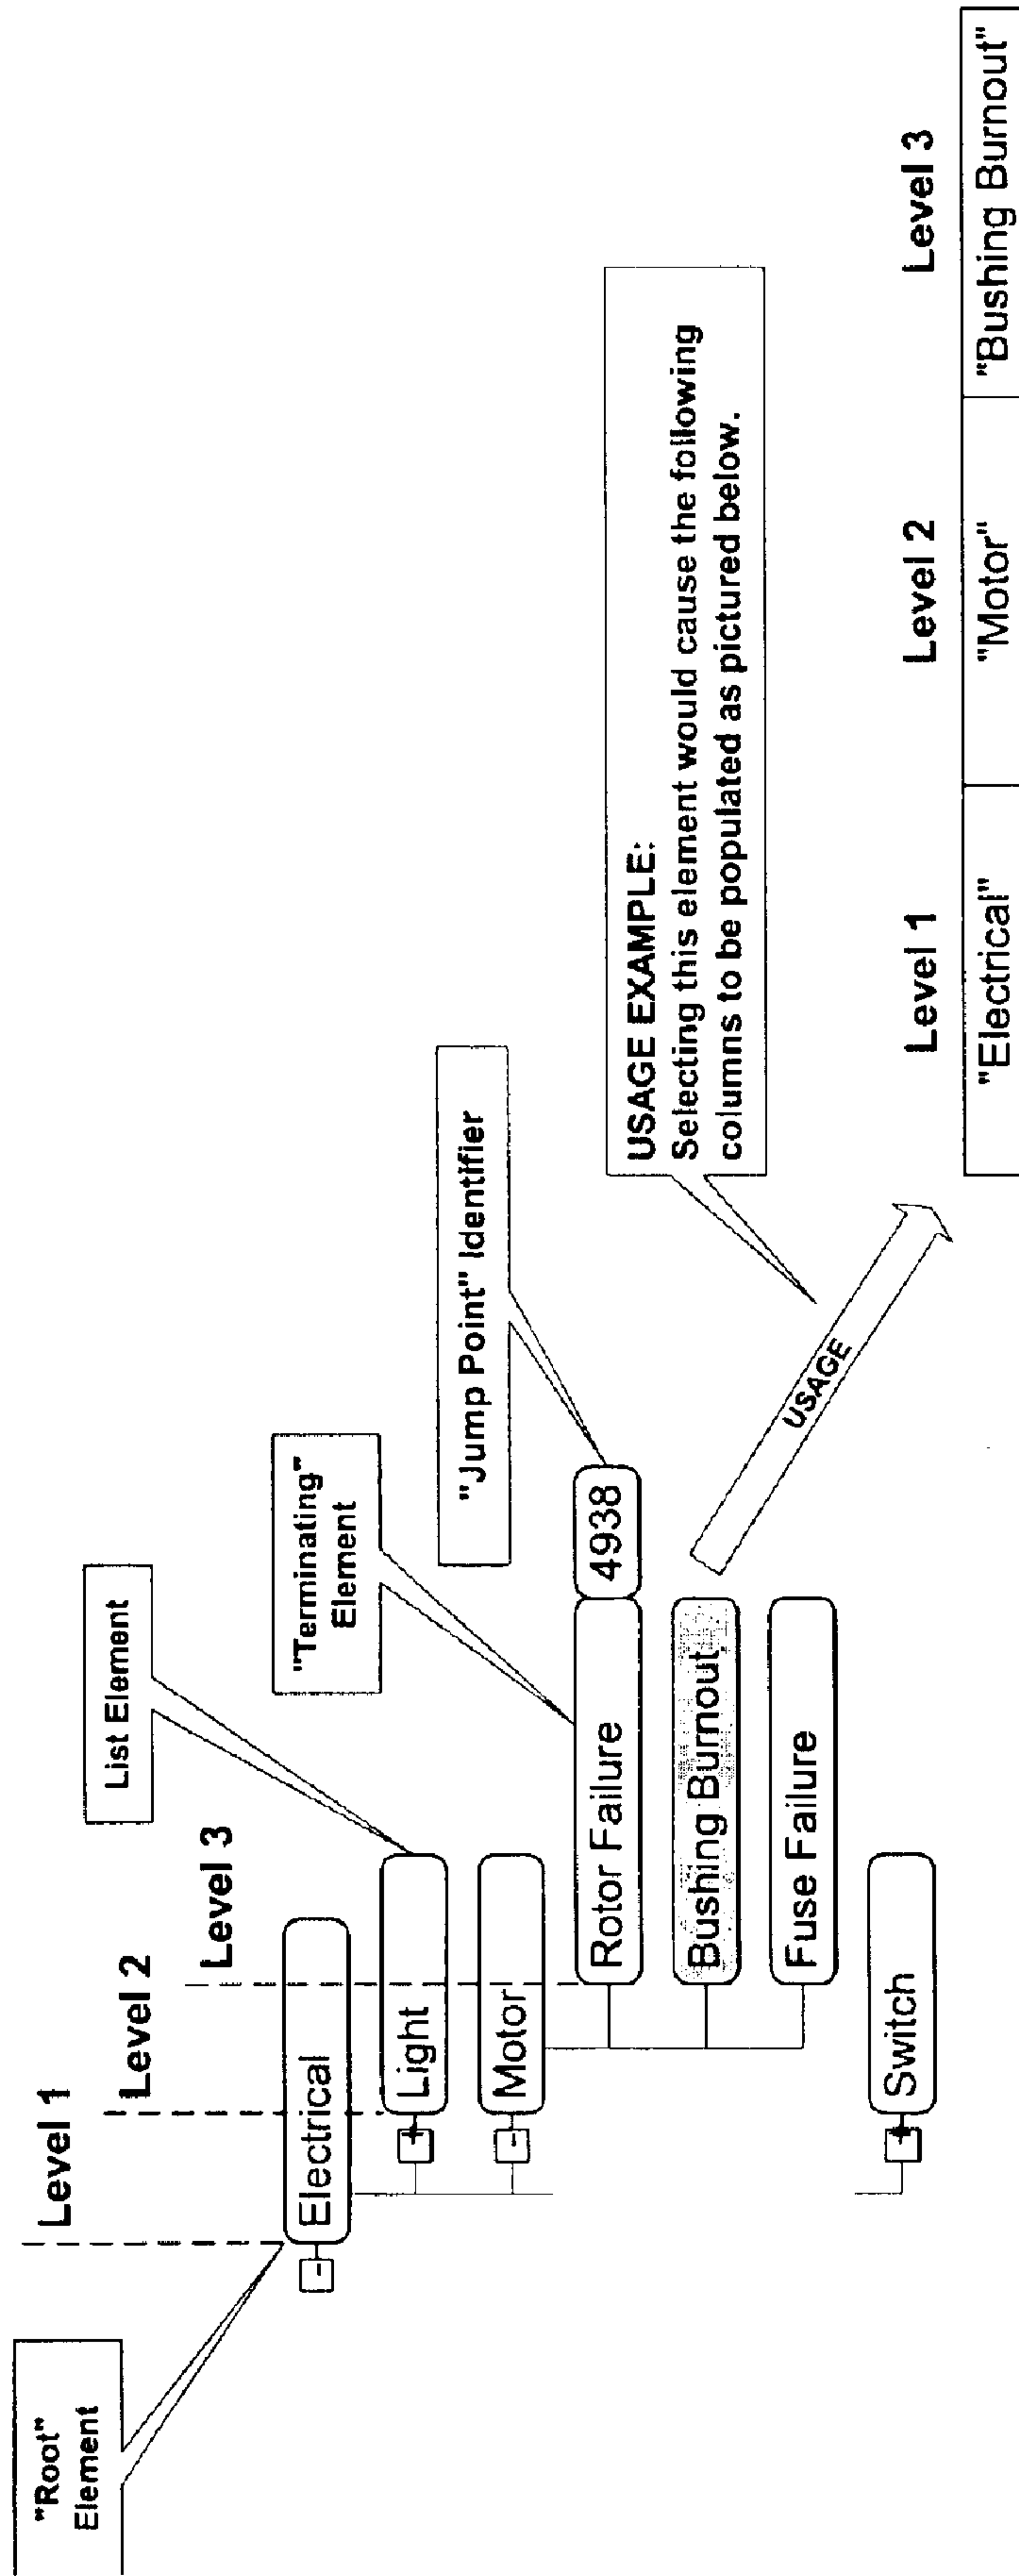 "Root"
Element
Level 1
Level 2
Level 3
List Element
"Terminating"
Element
"Jump Point" Identifier
-
Electrical
+
Light
-
Motor
Rotor Failure
4938
Bushing Burnout
Fuse Failure
+
Switch
USAGE
USAGE EXAMPLE:
Selecting this element would cause the following
columns to be populated as pictured below.
Level 1
Level 2
Level 3
"Electrical"
"Motor"
"Bushing Burnout"